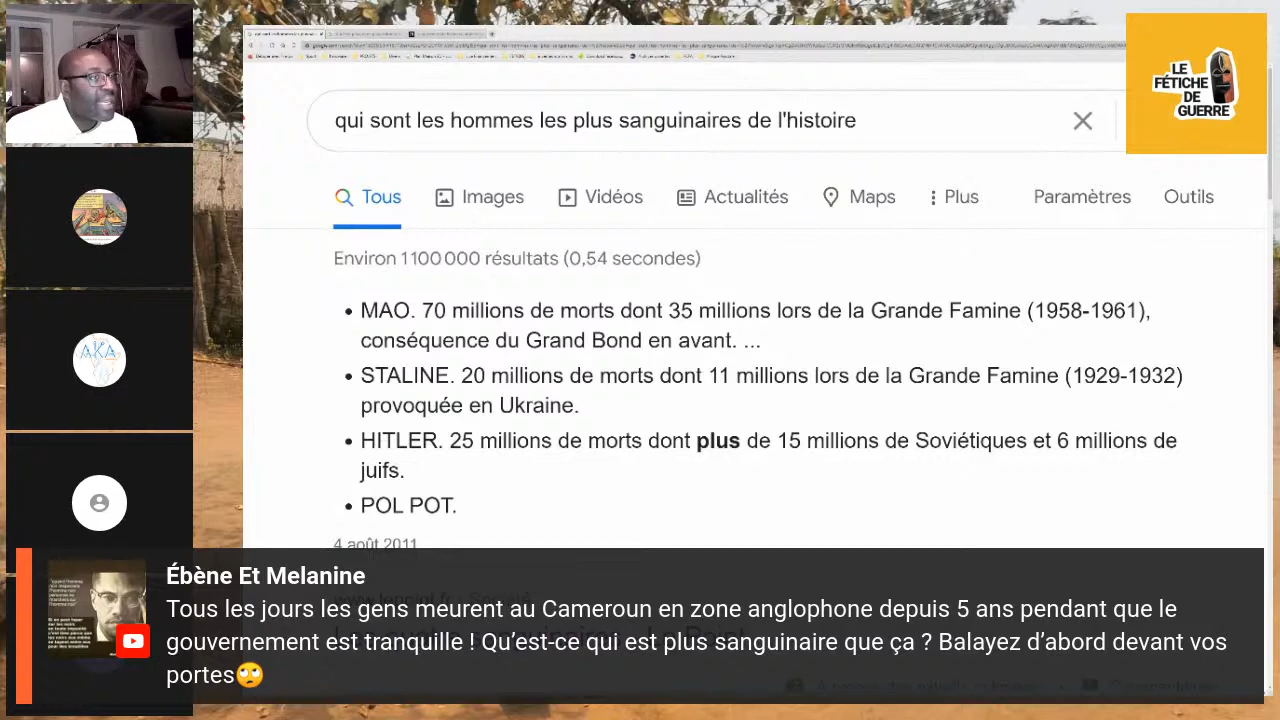 LE
FÉTICHE
DE
GUERRE
qui sont les hommes les plus sanguinaires de l'histoire
Tous
Images
Vidéos
Actualités
Maps
Plus
Paramètres
Outils
Environ 1 100 000 résultats (0,54 secondes)
MAO. 70 millions de morts dont 35 millions lors de la Grande Famine (1958-1961),
conséquence du Grand Bond en avant. ...
STALINE. 20 millions de morts dont 11 millions lors de la Grande Famine (1929-1932)
provoquée en Ukraine.
HITLER. 25 millions de morts dont plus de 15 millions de Soviétiques et 6 millions de
juifs.
POL POT.
4 août 2011
AKA
Ébène Et Melanine
Tous les jours les gens meurent au Cameroun en zone anglophone depuis 5 ans pendant que le
gouvernement est tranquille ! Qu'est-ce qui est plus sanguinaire que ça ? Balayez d’abord devant vos
portes🙄